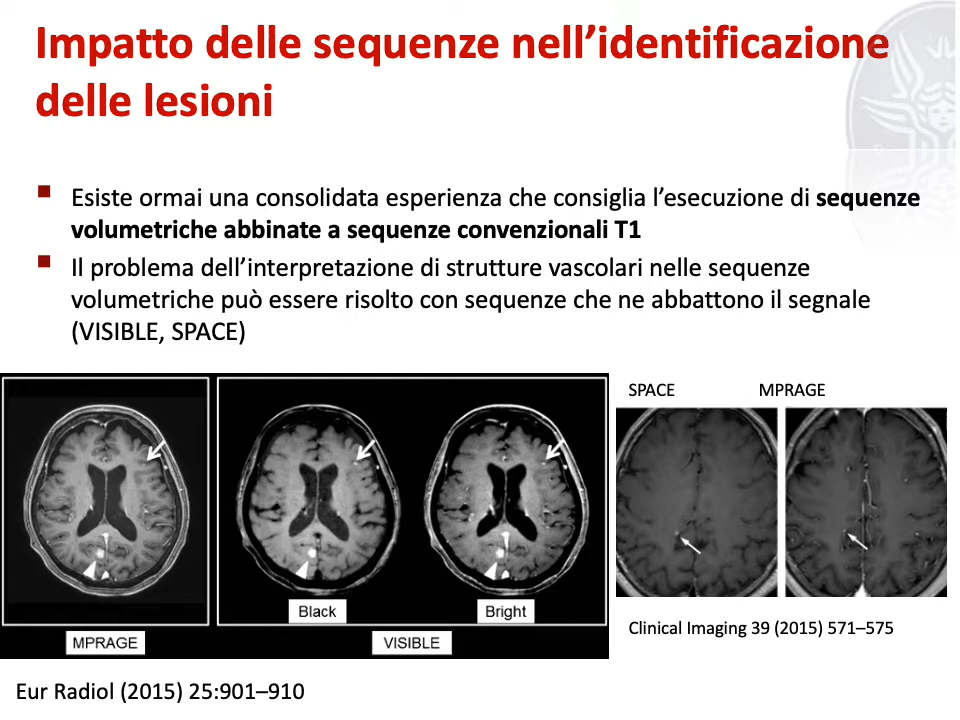 Impatto delle sequenze nell’identificazione
delle lesioni
Esiste ormai una consolidata esperienza che consiglia l’esecuzione di sequenze
volumetriche abbinate a sequenze convenzionali T1
Il problema dell’interpretazione di strutture vascolari nelle sequenze
volumetriche può essere risolto con sequenze che ne abbattono il segnale
(VISIBLE, SPACE)
SPACE MPRAGE
Black Bright
MPRAGE VISIBLE
Clinical Imaging 39 (2015) 571–575
Eur Radiol (2015) 25:901–910